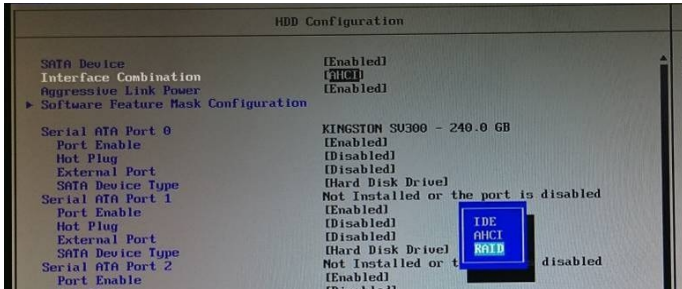 HDD Configuration
SATA Device [Enabled]
Interface Combination [AHCI]
Aggressive Link Power [Enabled]
▶ Software Feature Mask Configuration
Serial ATA Port 0 KINGSTON SV300 - 240.0 GB
Port Enable [Enabled]
Hot Plug [Disabled]
External Port [Disabled]
SATA Device Type [Hard Disk Drive]
Serial ATA Port 1 Not Installed or the port is disabled
Port Enable [Enabled]
Hot Plug [Disabled]
External Port [Disabled]
SATA Device Type [Hard Disk Drive]
Serial ATA Port 2 Not Installed or t disabled
Port Enable [Enabled]
IDE
AHCI
RAID